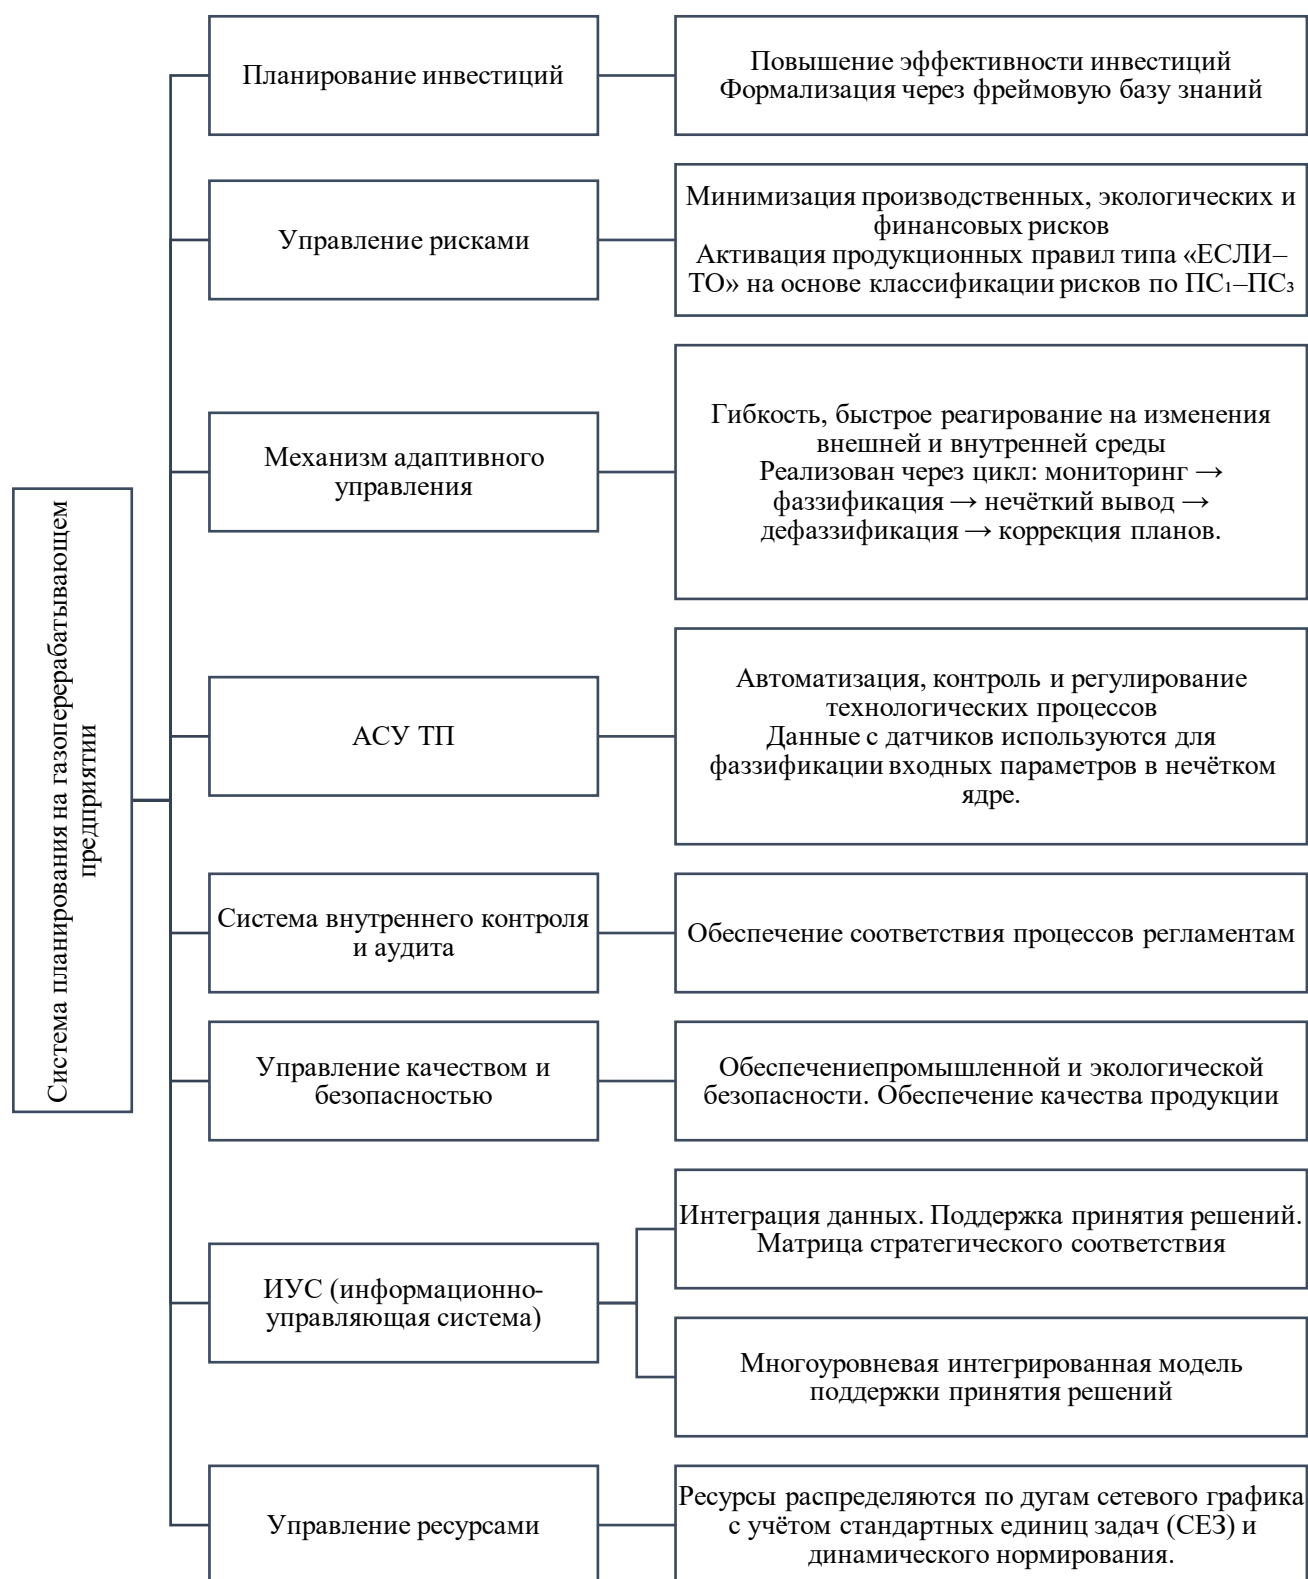 Система планирования на газоперерабатывающем
предприятии
Планирование инвестиций
Повышение эффективности инвестиций
Формализация через фреймовую базу знаний
Управление рисками
Минимизация производственных, экологических и
финансовых рисков
Активация продукционных правил типа «ЕСЛИ–
ТО» на основе классификации рисков по ПС₁–ПС₃
Механизм адаптивного
управления
Гибкость, быстрое реагирование на изменения
внешней и внутренней среды
Реализован через цикл: мониторинг →
фаззификация → нечёткий вывод →
дефаззификация → коррекция планов.
АСУ ТП
Автоматизация, контроль и регулирование
технологических процессов
Данные с датчиков используются для
фаззификации входных параметров в нечётком
ядре.
Система внутреннего контроля
и аудита
Обеспечение соответствия процессов регламентам
Управление качеством и
безопасностью
Обеспечениепромышленной и экологической
безопасности. Обеспечение качества продукции
ИУС (информационно-
управляющая система)
Интеграция данных. Поддержка принятия решений.
Матрица стратегического соответствия
Многоуровневая интегрированная модель
поддержки принятия решений
Управление ресурсами
Ресурсы распределяются по дугам сетевого графика
с учётом стандартных единиц задач (СЕЗ) и
динамического нормирования.